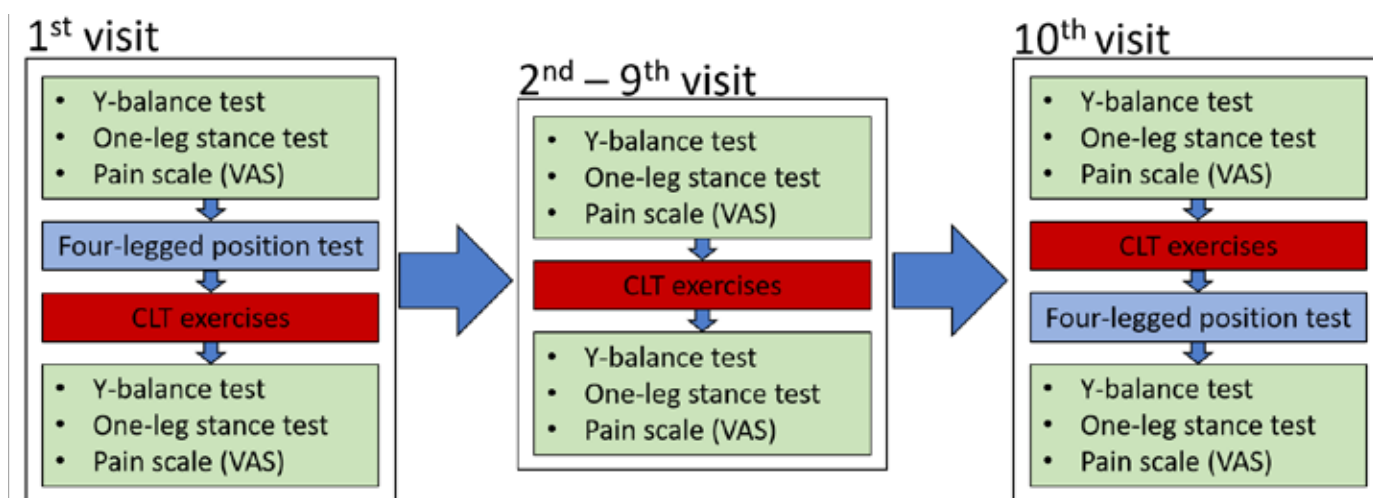 1st visit
• Y-balance test
• One-leg stance test
• Pain scale (VAS)
Four-legged position test
CLT exercises
• Y-balance test
• One-leg stance test
• Pain scale (VAS)
2nd – 9th visit
• Y-balance test
• One-leg stance test
• Pain scale (VAS)
CLT exercises
• Y-balance test
• One-leg stance test
• Pain scale (VAS)
10th visit
• Y-balance test
• One-leg stance test
• Pain scale (VAS)
CLT exercises
Four-legged position test
• Y-balance test
• One-leg stance test
• Pain scale (VAS)